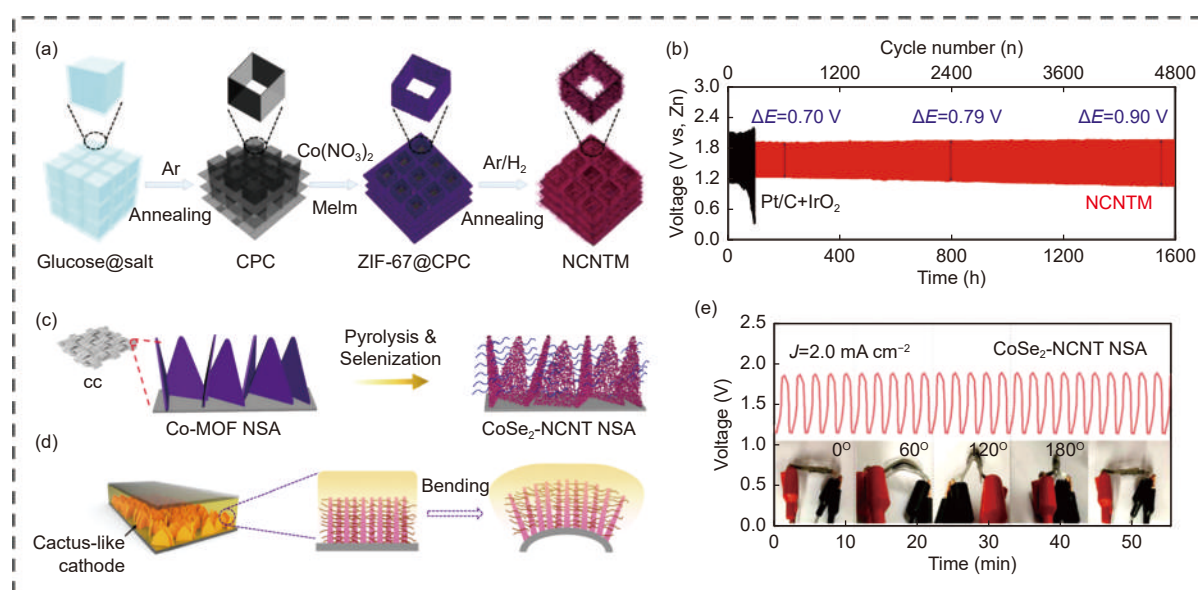 (a)
Ar
Annealing
Co(NO₃)₂
MeIm
Ar/H₂
Annealing
Glucose@salt
CPC
ZIF-67@CPC
NCNTM
(b)
Cycle number (n)
0 1200 2400 3600 4800
3.0
2.4
1.8
1.2
0.6
0.0
Voltage (V vs, Zn)
ΔE=0.70 V ΔE=0.79 V ΔE=0.90 V
Pt/C+IrO₂
NCNTM
0 400 800 1200 1600
Time (h)
(c)
cc
Pyrolysis &
Selenization
Co-MOF NSA
CoSe₂-NCNT NSA
(d)
Cactus-like
cathode
Bending
(e)
2.5
2.0
1.5
1.0
0.5
0.0
Voltage (V)
J=2.0 mA cm⁻²
CoSe₂-NCNT NSA
0° 60° 120° 180°
0 10 20 30 40 50
Time (min)